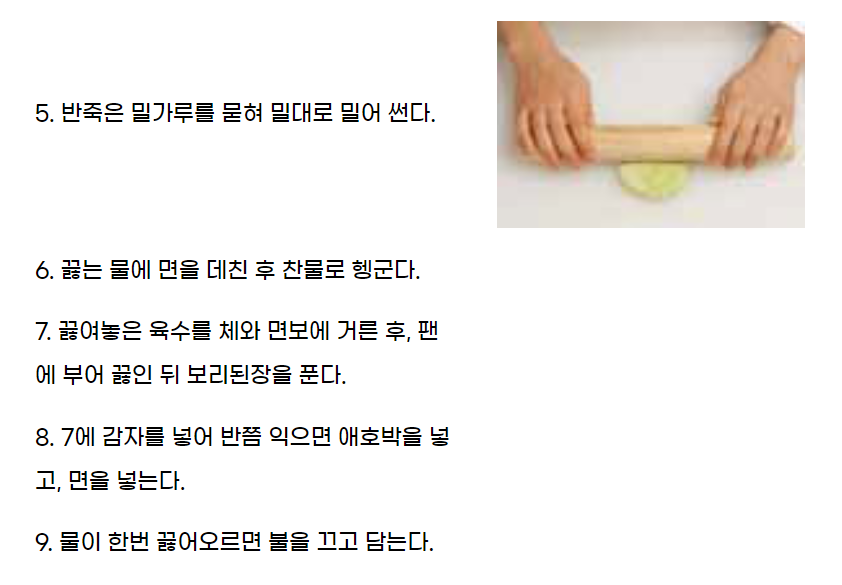 5. 반죽은 밀가루를 묻혀 밀대로 밀어 썬다.
6. 끓는 물에 면을 데친 후 찬물로 헹군다.
7. 끓여놓은 육수를 체와 면보에 거른 후, 팬
에 부어 끓인 뒤 보리된장을 푼다.
8. 7에 감자를 넣어 반쯤 익으면 애호박을 넣
고, 면을 넣는다.
9. 물이 한번 끓어오르면 불을 끄고 담는다.